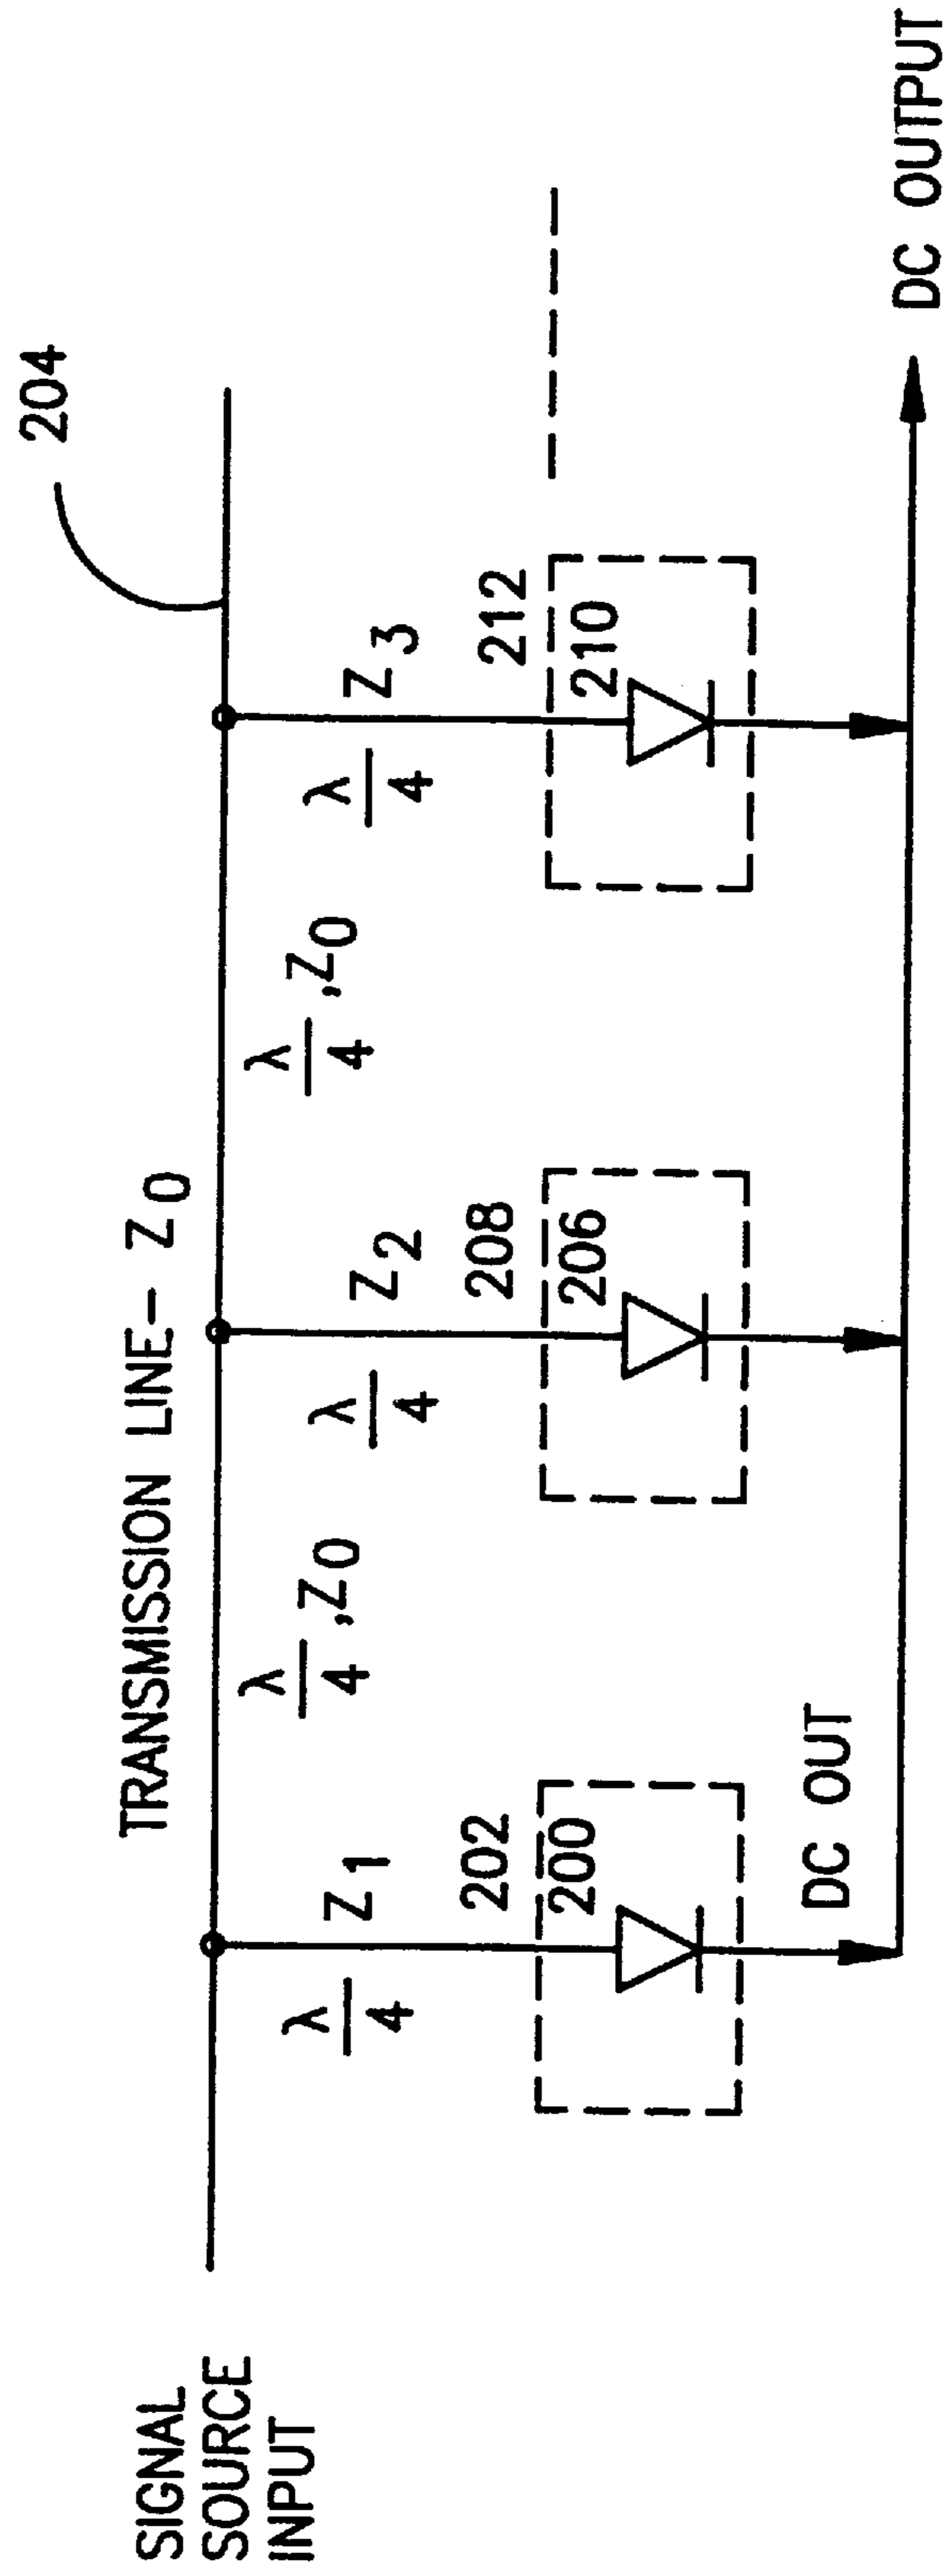 SIGNAL
SOURCE
INPUT
TRANSMISSION LINE- Z0
204
λ/4
Z1
λ/4,Z0
λ/4
Z2
λ/4,Z0
λ/4
Z3
202
200
208
206
212
210
DC OUT
DC OUTPUT